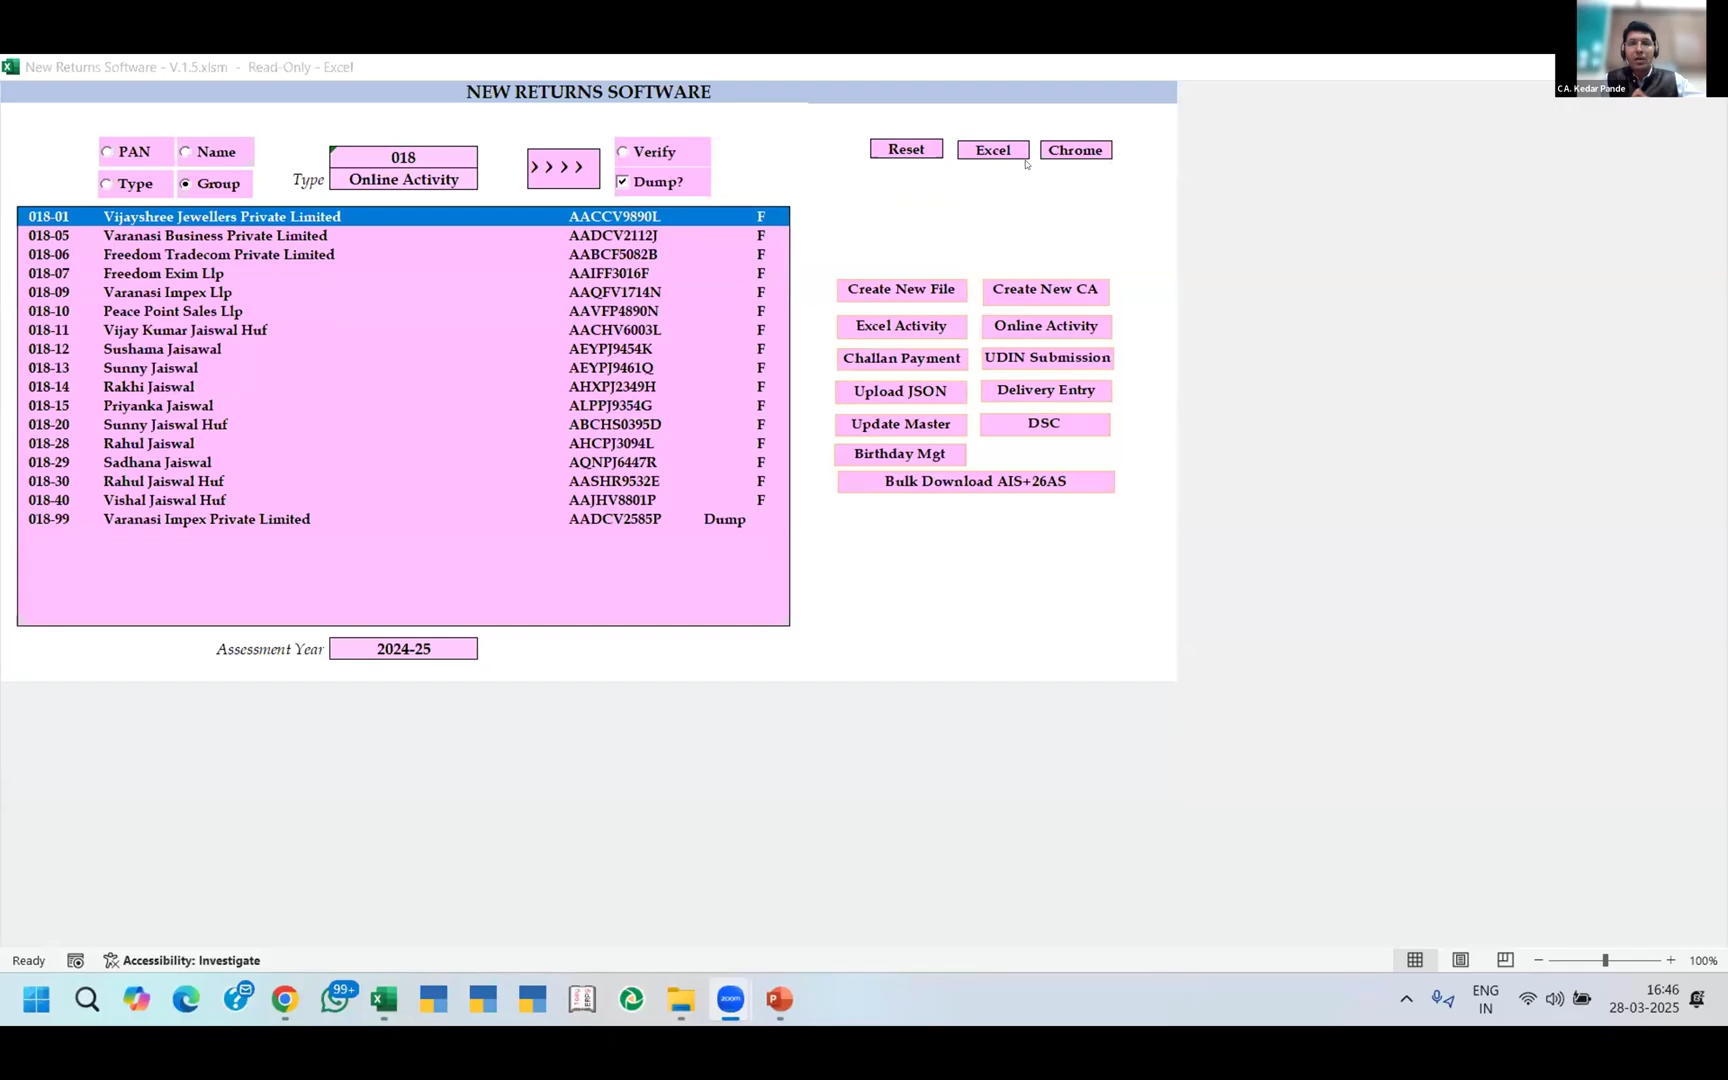 CA. Kedar Pande
New Returns Software - V.1.5.xlsm - Read-Only - Excel
NEW RETURNS SOFTWARE
PAN Name
Type Group
Type
018
Online Activity
>>>>
Verify
Dump?
Reset Excel Chrome
018-01 Vijayshree Jewellers Private Limited AACCV9890L F
018-05 Varanasi Business Private Limited AADCV2112J F
018-06 Freedom Tradecom Private Limited AABCF5082B F
018-07 Freedom Exim Llp AAIFF3016F F
018-09 Varanasi Impex Llp AAQFV1714N F
018-10 Peace Point Sales Llp AAVFP4890N F
018-11 Vijay Kumar Jaiswal Huf AACHV6003L F
018-12 Sushama Jaisawal AEYPJ9454K F
018-13 Sunny Jaiswal AEYPJ9461Q F
018-14 Rakhi Jaiswal AHXPJ2349H F
018-15 Priyanka Jaiswal ALPPJ9354G F
018-20 Sunny Jaiswal Huf ABCHS0395D F
018-28 Rahul Jaiswal AHCPJ3094L F
018-29 Sadhana Jaiswal AQNPJ6447R F
018-30 Rahul Jaiswal Huf AASHR9532E F
018-40 Vishal Jaiswal Huf AAJHV8801P F
018-99 Varanasi Impex Private Limited AADCV2585P Dump
Assessment Year 2024-25
Create New File Create New CA
Excel Activity Online Activity
Challan Payment UDIN Submission
Upload JSON Delivery Entry
Update Master DSC
Birthday Mgt
Bulk Download AIS+26AS
Ready Accessibility: Investigate 100%
99+
zoom
ENG
IN
16:46
28-03-2025